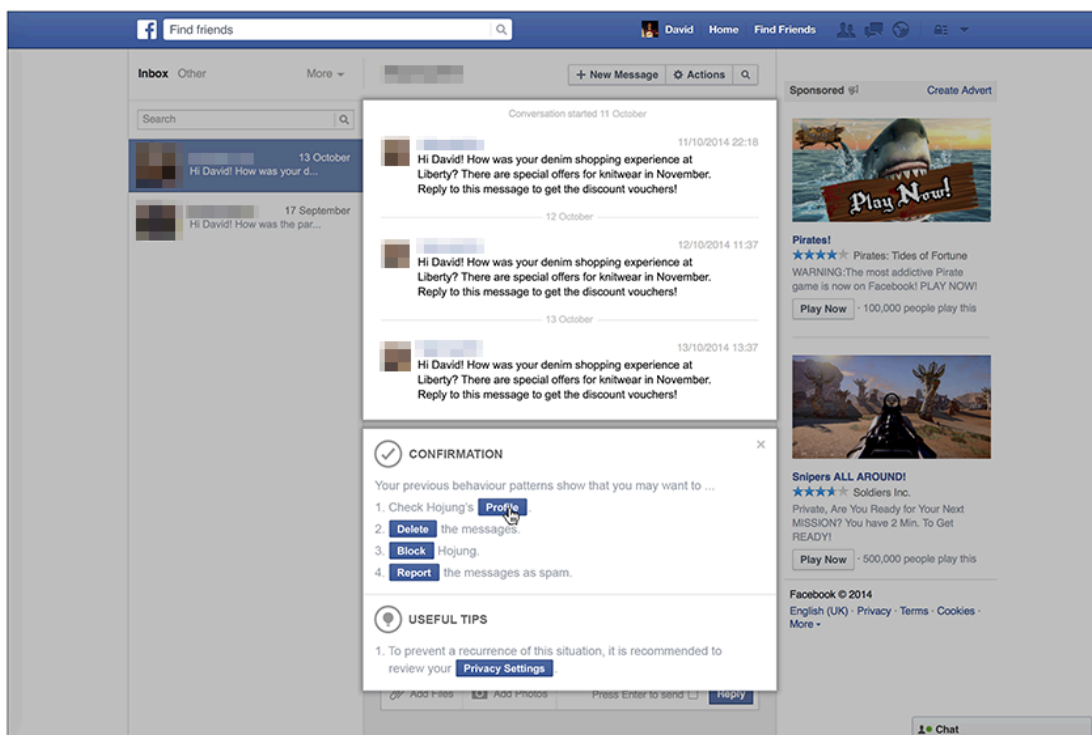 f
Find friends
David Home Find Friends
Inbox Other More
+ New Message Actions
Search
13 October
Hi David! How was your d...
17 September
Hi David! How was the par...
Conversation started 11 October
11/10/2014 22:18
Hi David! How was your denim shopping experience at
Liberty? There are special offers for knitwear in November.
Reply to this message to get the discount vouchers!
12 October
12/10/2014 11:37
Hi David! How was your denim shopping experience at
Liberty? There are special offers for knitwear in November.
Reply to this message to get the discount vouchers!
13 October
13/10/2014 13:37
Hi David! How was your denim shopping experience at
Liberty? There are special offers for knitwear in November.
Reply to this message to get the discount vouchers!
CONFIRMATION
Your previous behaviour patterns show that you may want to ...
1. Check Hojung's Profile .
2. Delete the messages.
3. Block Hojung.
4. Report the messages as spam.
USEFUL TIPS
1. To prevent a recurrence of this situation, it is recommended to
review your Privacy Settings .
Add Files Add Photos Press Enter to send Reply
Sponsored Create Advert
Play Now!
Pirates!
Pirates: Tides of Fortune
WARNING:The most addictive Pirate
game is now on Facebook! PLAY NOW!
Play Now · 100,000 people play this
Snipers ALL AROUND!
Soldiers Inc.
Private, Are You Ready for Your Next
MISSION? You have 2 Min. To Get
READY!
Play Now · 500,000 people play this
Facebook © 2014
English (UK) · Privacy · Terms · Cookies ·
More
Chat